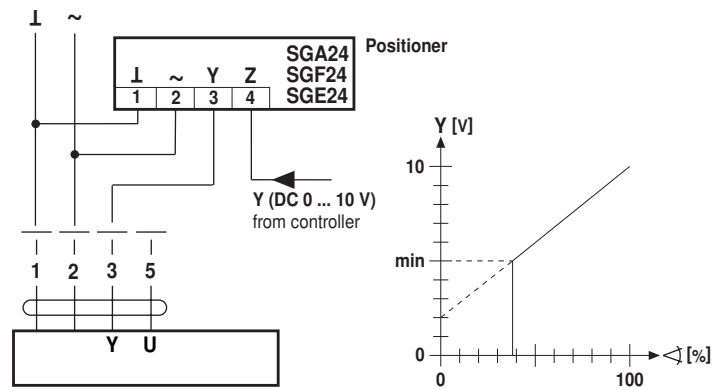 ⊥ ~
Positioner
SGA24
SGF24
SGE24
⊥ ~ Y Z
1 2 3 4
Y (DC 0 ... 10 V)
from controller
1 2 3 5
Y U
Y [V]
10
min
0
0 100
∢ [%]